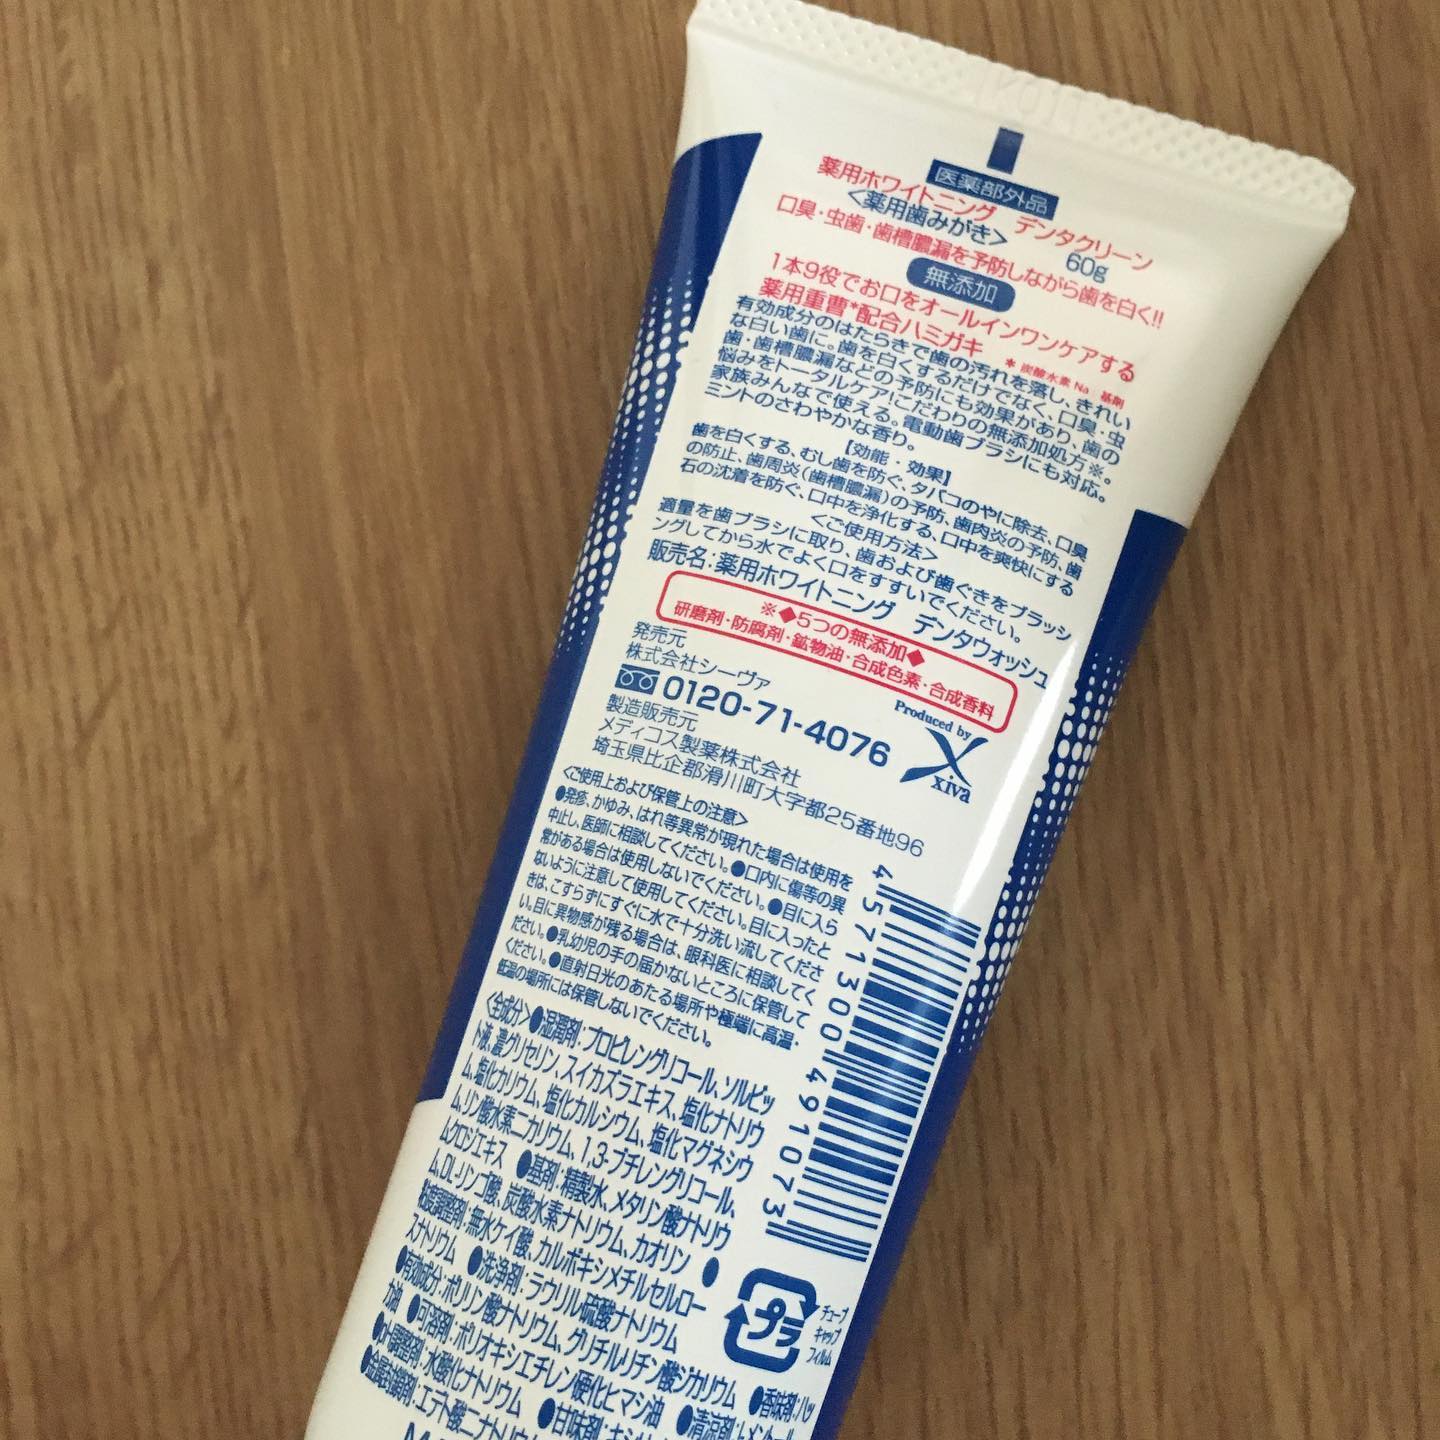 医薬部外品
薬用ホワイトニング デンタクリーン
<薬用歯みがき> 60g
口臭・虫歯・歯槽膿漏を予防しながら歯を白く!!
無添加
1本9役でお口をオールインワンケアする
薬用重曹*配合ハミガキ
*炭酸水素Na:基剤
有効成分のはたらきで歯の汚れを落し、きれい
な白い歯に。歯を白くするだけでなく、口臭・虫
歯・歯槽膿漏などの予防にも効果があり、歯の
悩みをトータルケア!こだわりの無添加処方※。
家族みんなで使える。電動歯ブラシにも対応。
ミントのさわやかな香り。
【効能・効果】
歯を白くする、むし歯を防ぐ、タバコのやに除去、口臭
の防止、歯周炎(歯槽膿漏)の予防、歯肉炎の予防、歯
石の沈着を防ぐ、口中を浄化する、口中を爽快にする
<ご使用方法>
適量を歯ブラシに取り、歯および歯ぐきをブラッシ
ングしてから水でよく口をすすいでください。
販売名:薬用ホワイトニング デンタウォッシュ
※◆5つの無添加◆
研磨剤・防腐剤・鉱物油・合成色素・合成香料
発売元
株式会社シーヴァ
0120-71-4076
Produced by
xiva
製造販売元
メディコス製薬株式会社
埼玉県比企郡滑川町大字都25番地96
<ご使用上および保管上の注意>
●発疹、かゆみ、はれ等異常が現れた場合は使用を
中止し、医師に相談してください。●口内に傷等の異
常がある場合は使用しないでください。●目に入ら
ないように注意して使用してください。目に入ったと
きは、こすらずにすぐに水で十分洗い流してくださ
い。目に異物感が残る場合は、眼科医に相談してく
ださい。●乳幼児の手の届かないところに保管して
ください。●直射日光のあたる場所や極端に高温・
低温の場所には保管しないでください。
4571300491073
<全成分>●湿潤剤:プロピレングリコール、ソルビッ
ト液、濃グリセリン、スイカズラエキス、塩化ナトリウ
ム、塩化カリウム、塩化カルシウム、塩化マグネシウ
ム、リン酸水素二カリウム、1,3-ブチレングリコール、
ムクロジエキス ●基剤:精製水、メタリン酸ナトリウ
ム、DL-リンゴ酸、炭酸水素ナトリウム、カオリン ●
粘度調整剤:無水ケイ酸、カルボキシメチルセルロー
スナトリウム ●洗浄剤:ラウリル硫酸ナトリウム
●有効成分:ポリリン酸ナトリウム、グリチルリチン酸ジカリウム ●香味剤:ハッ
カ油 ●可溶剤:ポリオキシエチレン硬化ヒマシ油 ●清涼剤:
●pH調整剤:水酸化ナトリウム ●甘味剤:
●金属封鎖剤:エデト酸二ナトリウム
プラ
チューブ
キャップ
フィルム